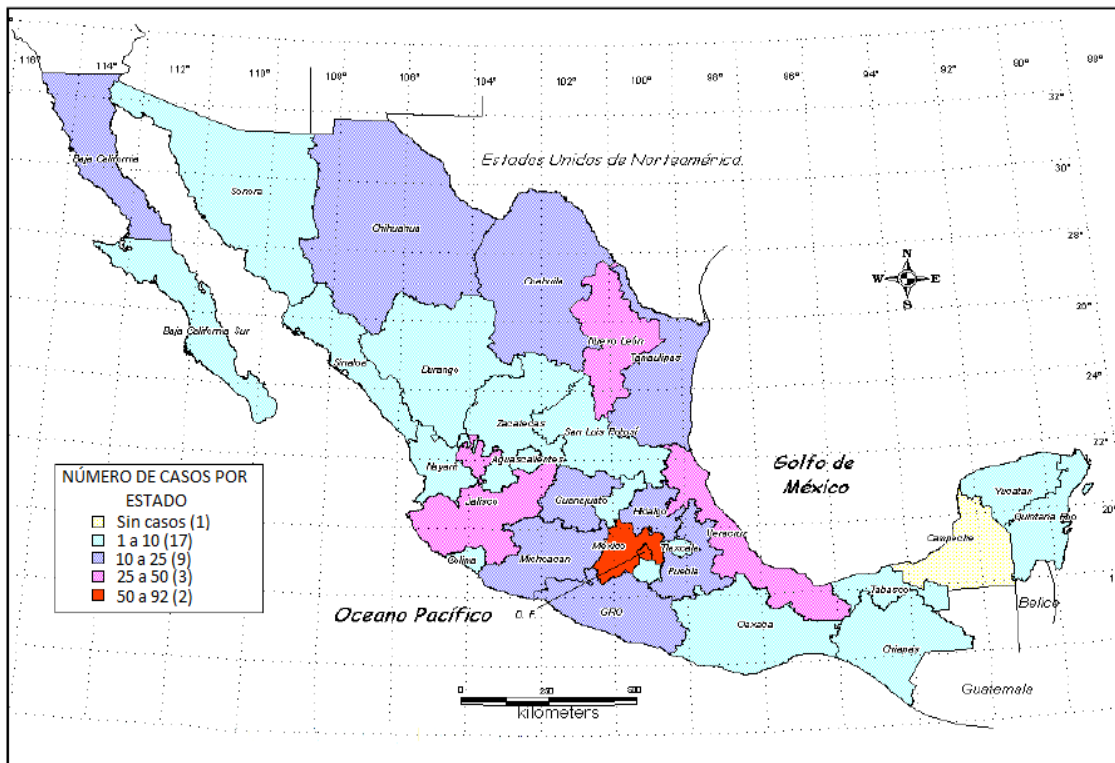 116°
114°
112°
110°
108°
106°
104°
102°
100°
98°
96°
94°
92°
90°
88°
32°
30°
28°
26°
24°
22°
20°
Estados Unidos de Norteamérica.
Baja California
Sonora
Chihuahua
Coahuila
N
W E
S
Nuevo León
Tamaulipas
Baja California Sur
Sinaloa
Durango
Zacatecas
San Luis Potosí
Nayarit
Aguascalientes
Golfo de
México
Jalisco
Guanajuato
Hidalgo
Veracruz
Yucatan
Quintana Roo
Campeche
Colima
Michoacan
México
Tlaxcala
Puebla
Tabasco
Belice
Oceano Pacífico
D. F.
GRO
Oaxaca
Chiapas
Guatemala
NÚMERO DE CASOS POR
ESTADO
Sin casos (1)
1 a 10 (17)
10 a 25 (9)
25 a 50 (3)
50 a 92 (2)
0 250 500
kilometers